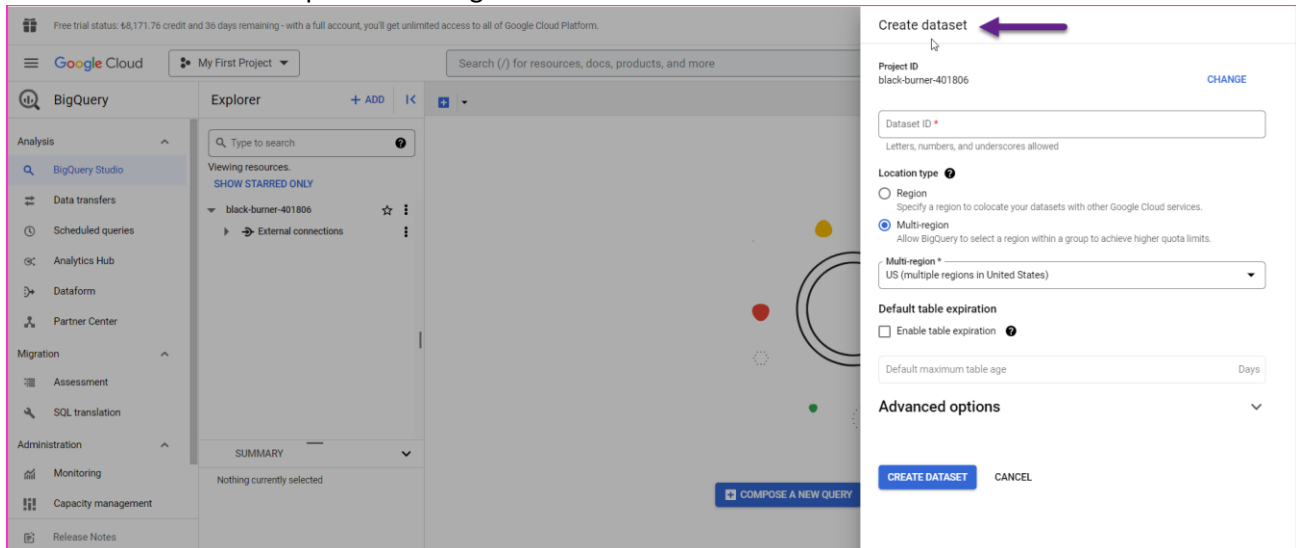 Free trial status: ₺8,171.76 credit and 36 days remaining - with a full account, you'll get unlimited access to all of Google Cloud Platform.
Google Cloud
My First Project
Search (/) for resources, docs, products, and more
BigQuery
Explorer
+ ADD
Analysis
BigQuery Studio
Data transfers
Scheduled queries
Analytics Hub
Dataform
Partner Center
Migration
Assessment
SQL translation
Administration
Monitoring
Capacity management
Release Notes
Type to search
Viewing resources.
SHOW STARRED ONLY
black-burner-401806
External connections
SUMMARY
Nothing currently selected
COMPOSE A NEW QUERY
Create dataset
Project ID
black-burner-401806
CHANGE
Dataset ID *
Letters, numbers, and underscores allowed
Location type
Region
Specify a region to colocate your datasets with other Google Cloud services.
Multi-region
Allow BigQuery to select a region within a group to achieve higher quota limits.
Multi-region *
US (multiple regions in United States)
Default table expiration
Enable table expiration
Default maximum table age
Days
Advanced options
CREATE DATASET
CANCEL